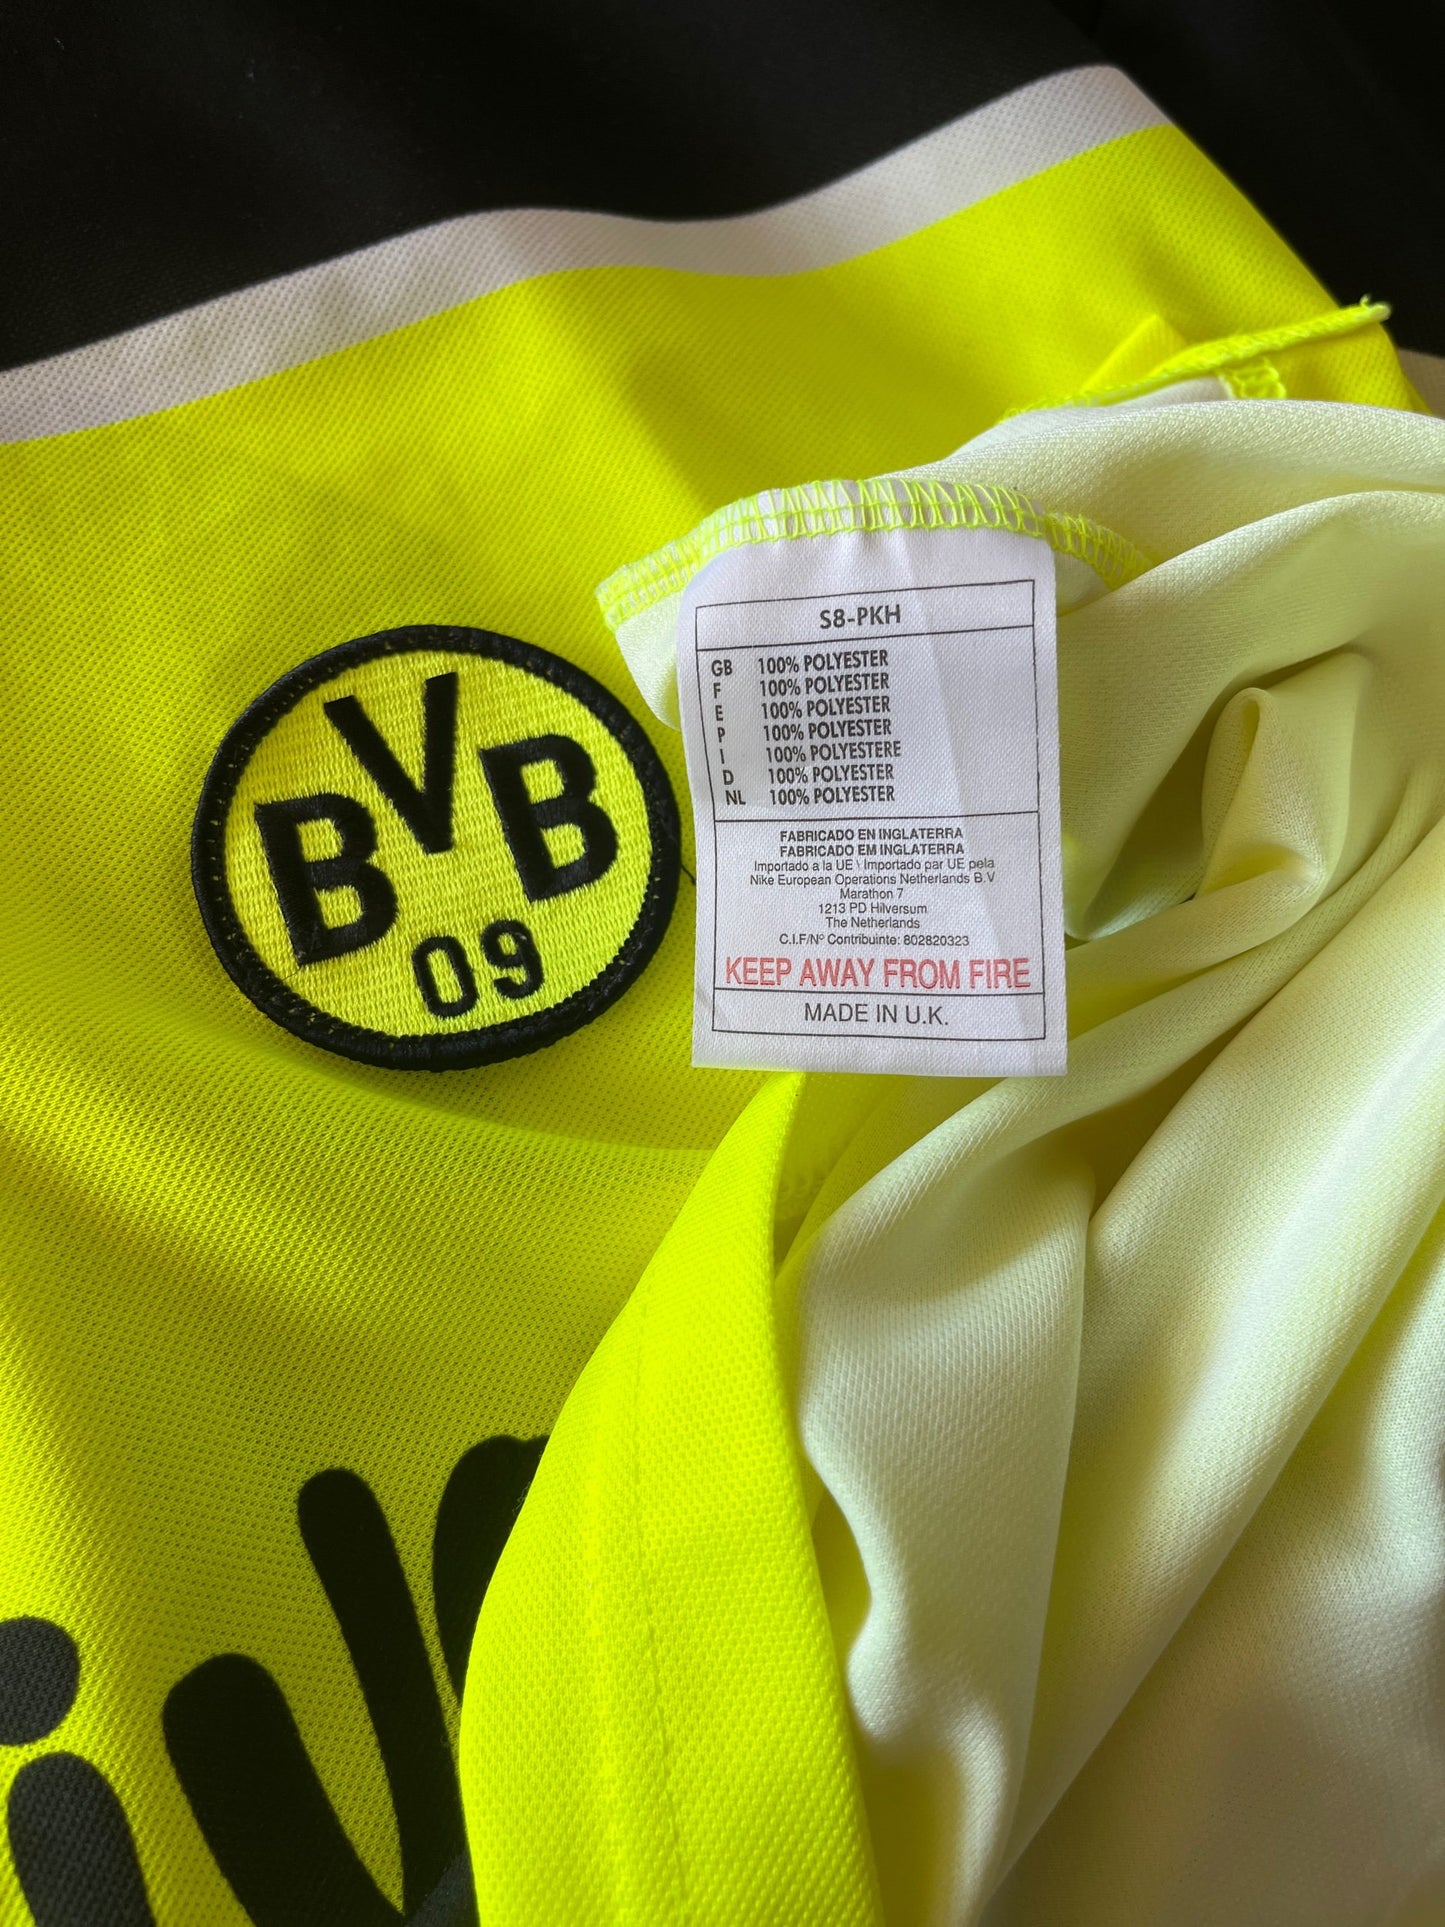 BVB
09
S8-PKH
GB 100% POLYESTER
F 100% POLYESTER
E 100% POLYESTER
P 100% POLYESTER
I 100% POLYESTERE
D 100% POLYESTER
NL 100% POLYESTER
FABRICADO EN INGLATERRA
FABRICADO EM INGLATERRA
Importado a la UE \ Importado par UE pela
Nike European Operations Netherlands B.V
Marathon 7
1213 PD Hilversum
The Netherlands
C.I.F/Nº Contribuinte: 802820323
KEEP AWAY FROM FIRE
MADE IN U.K.